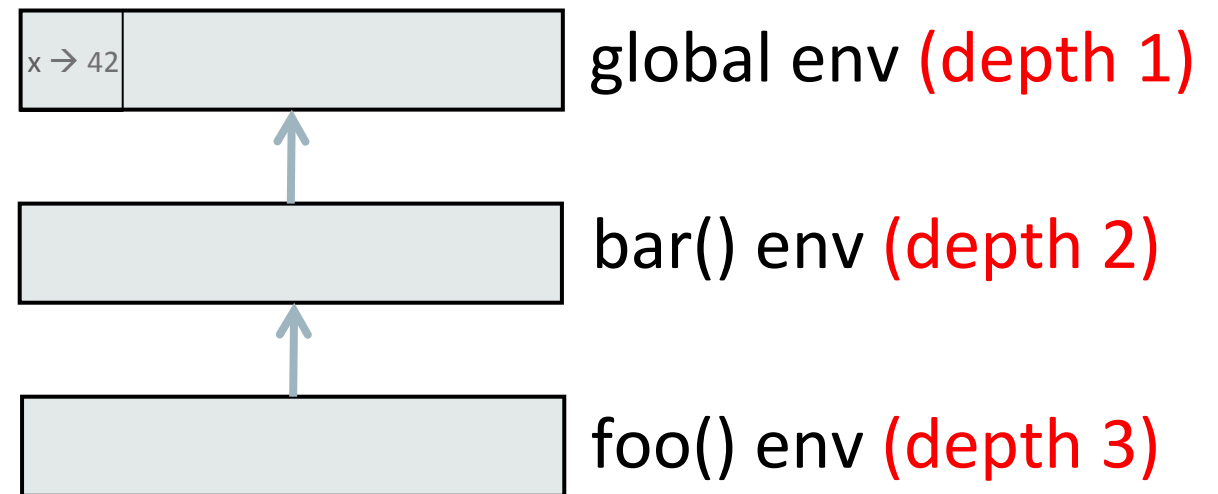 x → 42
global env (depth 1)
bar() env (depth 2)
foo() env (depth 3)